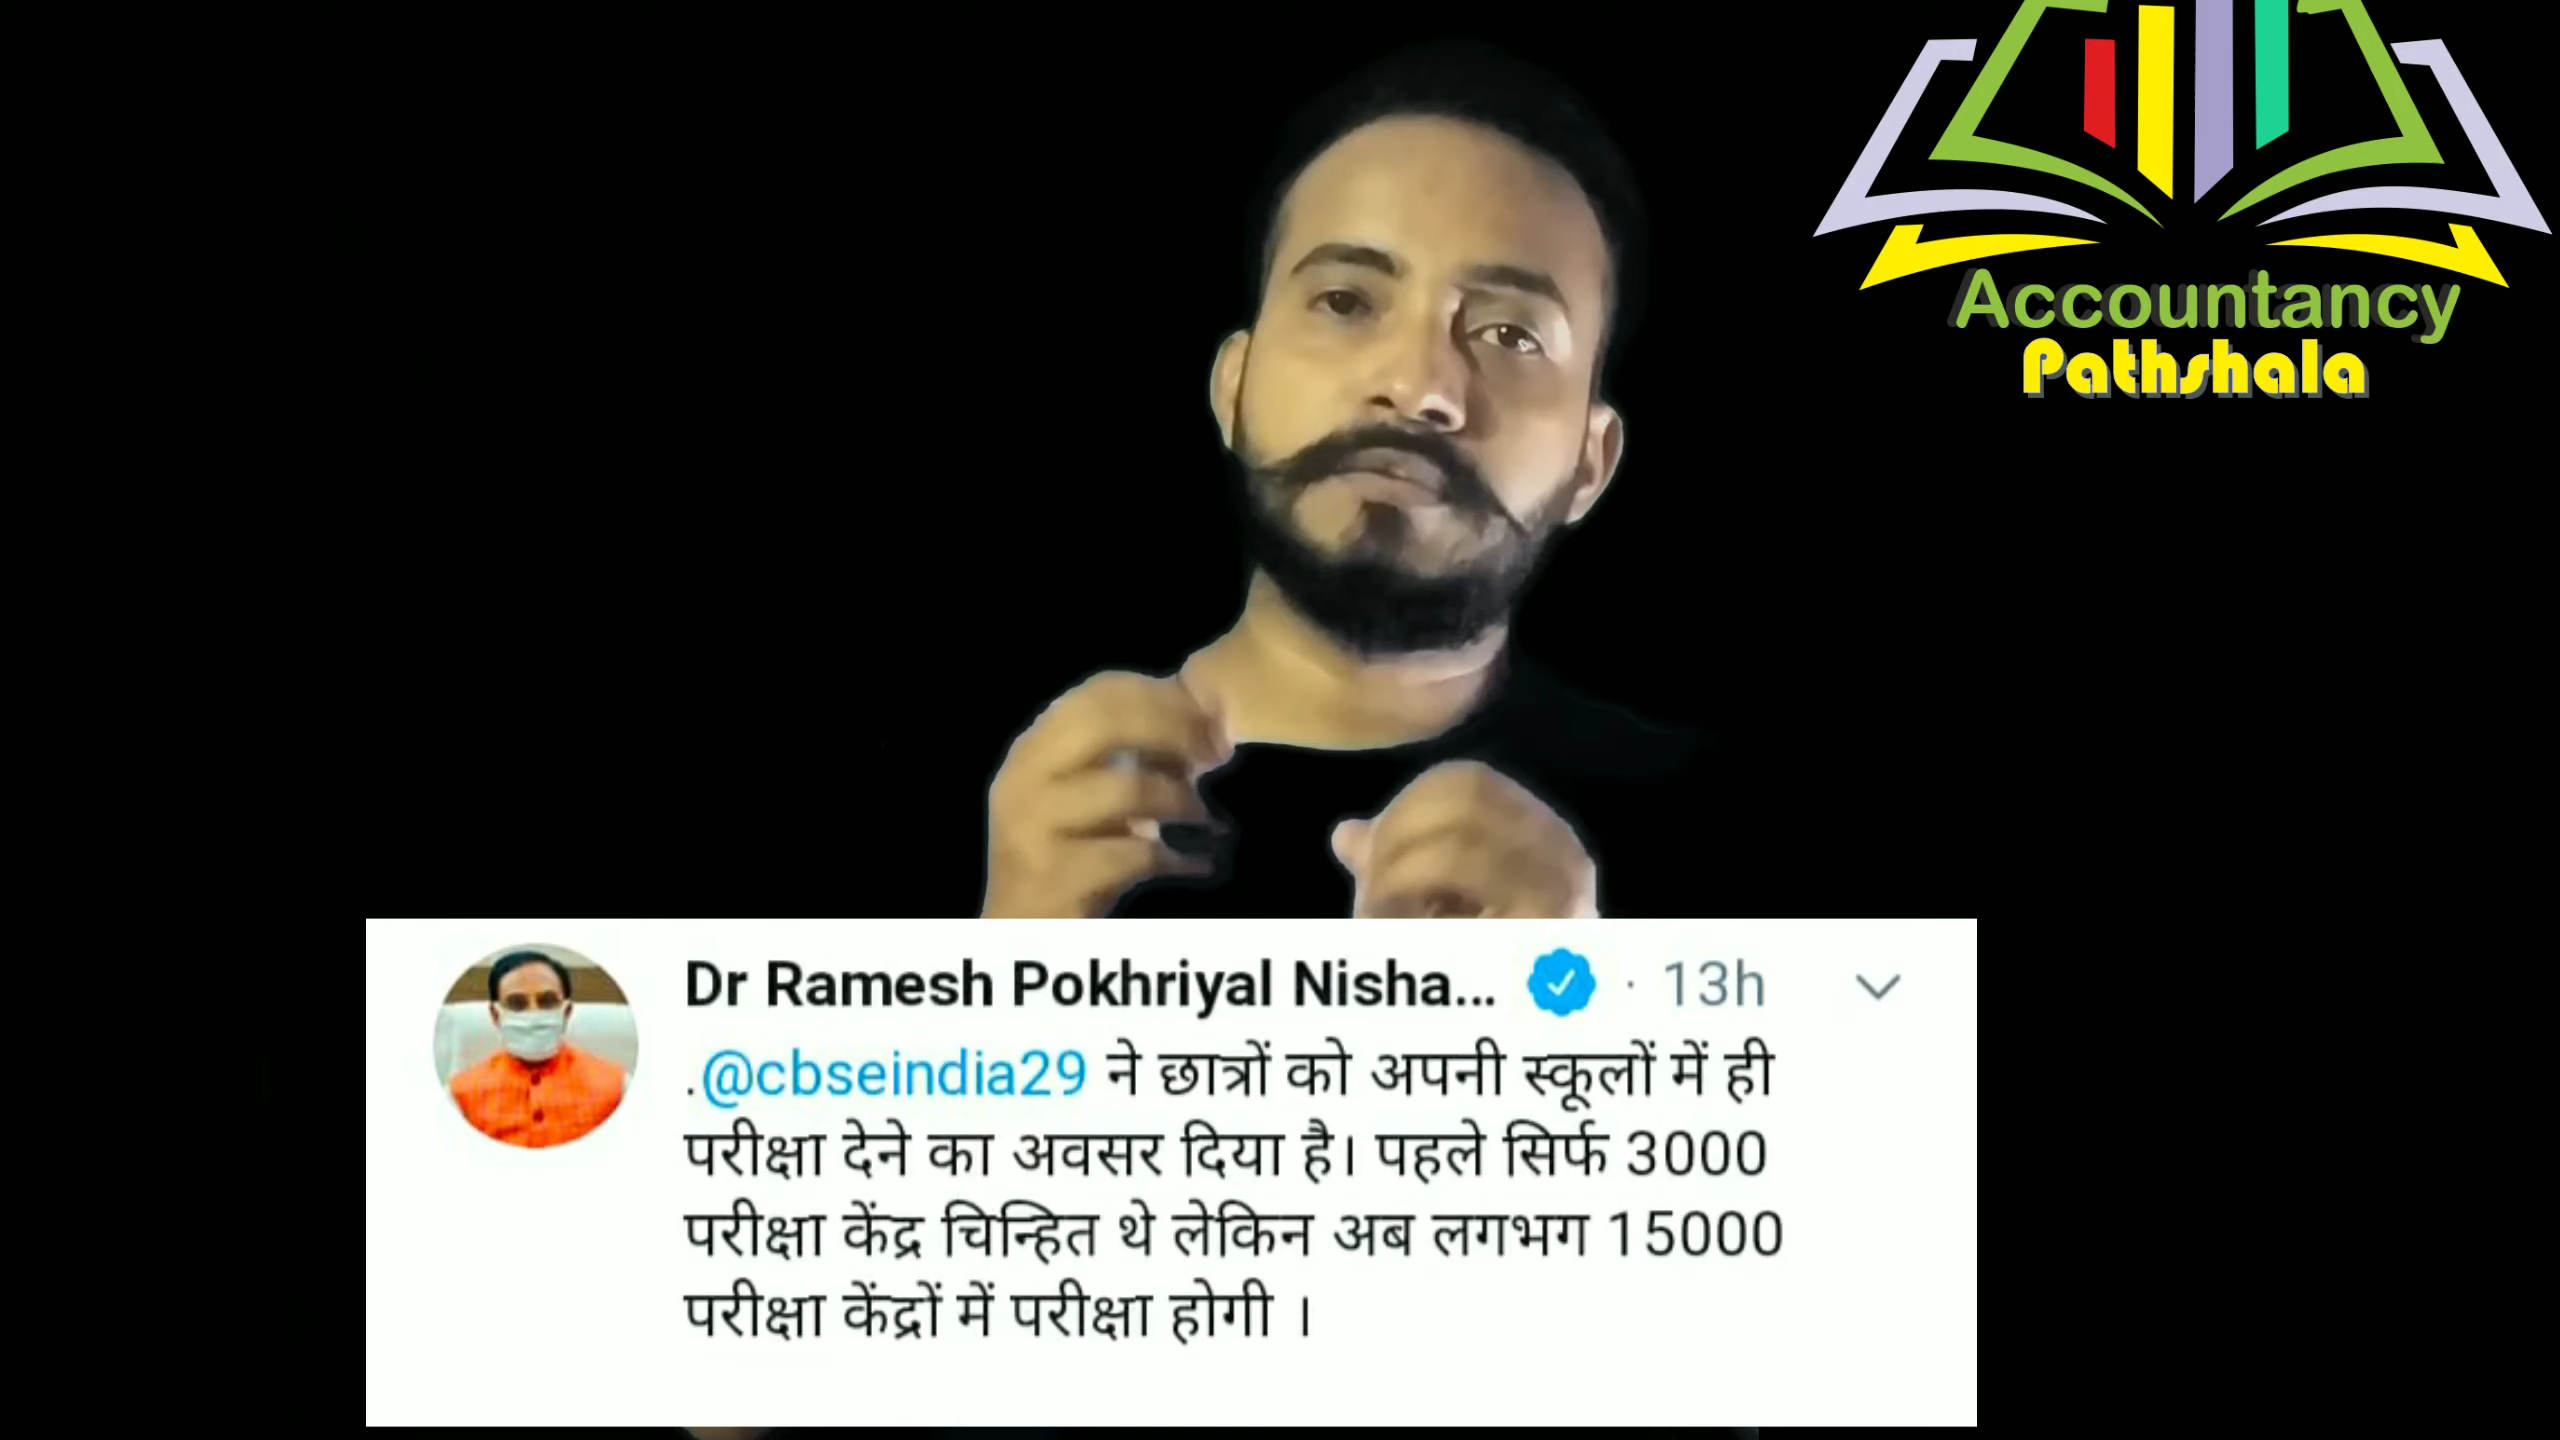 Accountancy
Pathshala
Dr Ramesh Pokhriyal Nisha... · 13h
.@cbseindia29 ने छात्रों को अपनी स्कूलों में ही
परीक्षा देने का अवसर दिया है। पहले सिर्फ 3000
परीक्षा केंद्र चिन्हित थे लेकिन अब लगभग 15000
परीक्षा केंद्रों में परीक्षा होगी ।